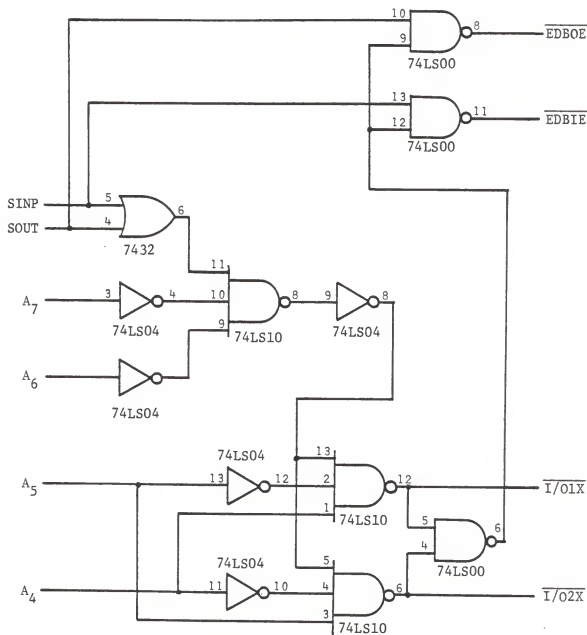 10
8
EDBOE
9
74LS00
13
11
EDBIE
12
74LS00
SINP
5
6
SOUT
4
7432
11
A7
3
4
10
8
9
8
74LS04
9
74LS10
74LS04
A6
74LS04
74LS04
13
A5
13
12
2
12
I/O1X
1
74LS10
5
6
4
74LS04
5
74LS00
A4
11
10
4
6
I/O2X
3
74LS10